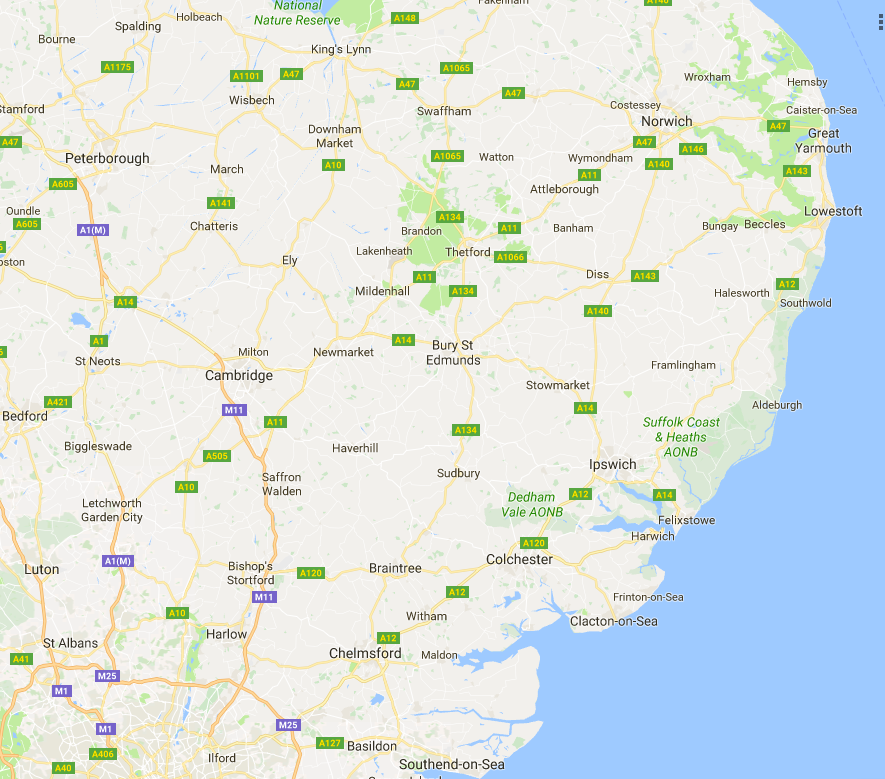 National
Nature Reserve
Fakenham
A148
A140
Holbeach
Spalding
Bourne
King's Lynn
A1175
A1101
A47
A47
A1065
A47
Wroxham
Hemsby
Wisbech
Swaffham
Costessey
Norwich
Caister-on-Sea
Stamford
A47
Great
Yarmouth
A47
Downham
Market
A47
A146
Peterborough
A1065
Watton
Wymondham
A140
March
A10
A11
A143
A605
Attleborough
Oundle
A605
A141
Chatteris
A134
Lowestoft
A1(M)
Brandon
A11
Banham
Bungay
Beccles
Lakenheath
Thetford
A1066
Ely
A11
Diss
A143
Mildenhall
A134
Halesworth
A12
Southwold
A14
A140
A1
A14
Bury St
Edmunds
St Neots
Milton
Newmarket
Cambridge
Framlingham
Stowmarket
A421
Bedford
M11
A14
Aldeburgh
A11
A134
Suffolk Coast
& Heaths
AONB
Biggleswade
A505
Haverhill
Ipswich
Sudbury
Saffron
Walden
A10
Dedham
Vale AONB
A12
A14
Letchworth
Garden City
Felixstowe
Harwich
A120
A1(M)
Colchester
Luton
Bishop's
Stortford
A120
Braintree
M11
A12
Frinton-on-Sea
A10
Witham
Clacton-on-Sea
Harlow
St Albans
A12
Chelmsford
Maldon
A41
M25
M1
M1
M25
A127
Basildon
A406
Ilford
Southend-on-Sea
A40